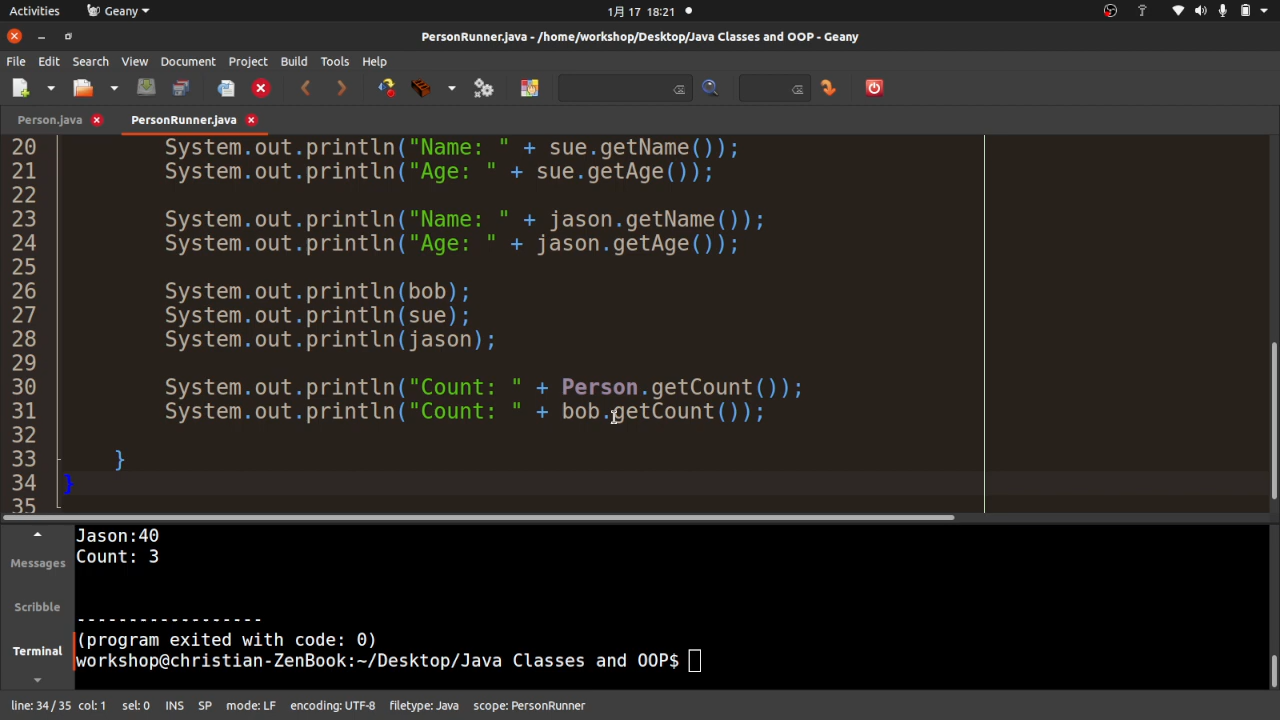 Activities Geany 1月 17 18:21
PersonRunner.java - /home/workshop/Desktop/Java Classes and OOP - Geany
File Edit Search View Document Project Build Tools Help
Person.java PersonRunner.java
20 System.out.println("Name: " + sue.getName());
21 System.out.println("Age: " + sue.getAge());
22
23 System.out.println("Name: " + jason.getName());
24 System.out.println("Age: " + jason.getAge());
25
26 System.out.println(bob);
27 System.out.println(sue);
28 System.out.println(jason);
29
30 System.out.println("Count: " + Person.getCount());
31 System.out.println("Count: " + bob.getCount());
32
33 }
34 }
35
Messages
Scribble
Terminal
Jason:40
Count: 3
------------------
(program exited with code: 0)
workshop@christian-ZenBook:~/Desktop/Java Classes and OOP$
line: 34 / 35 col: 1 sel: 0 INS SP mode: LF encoding: UTF-8 filetype: Java scope: PersonRunner